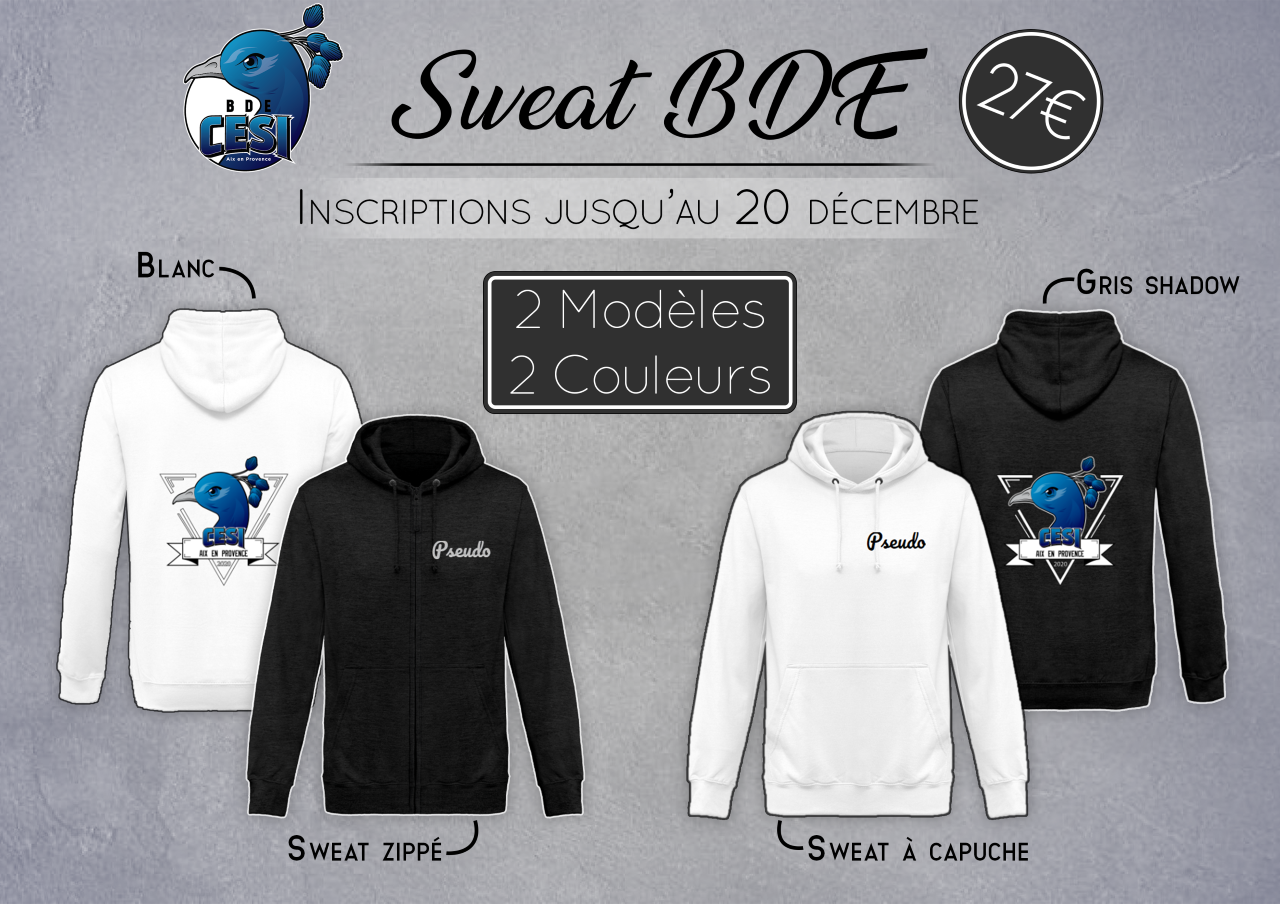 BDE
CESI
Aix en Provence
Sweat BDE
27€
Inscriptions jusqu'au 20 décembre
Blanc
2 Modèles
2 Couleurs
Gris shadow
CESI
AIX EN PROVENCE
2020
Pseudo
Pseudo
CESI
AIX EN PROVENCE
2020
Sweat zippé
Sweat à capuche